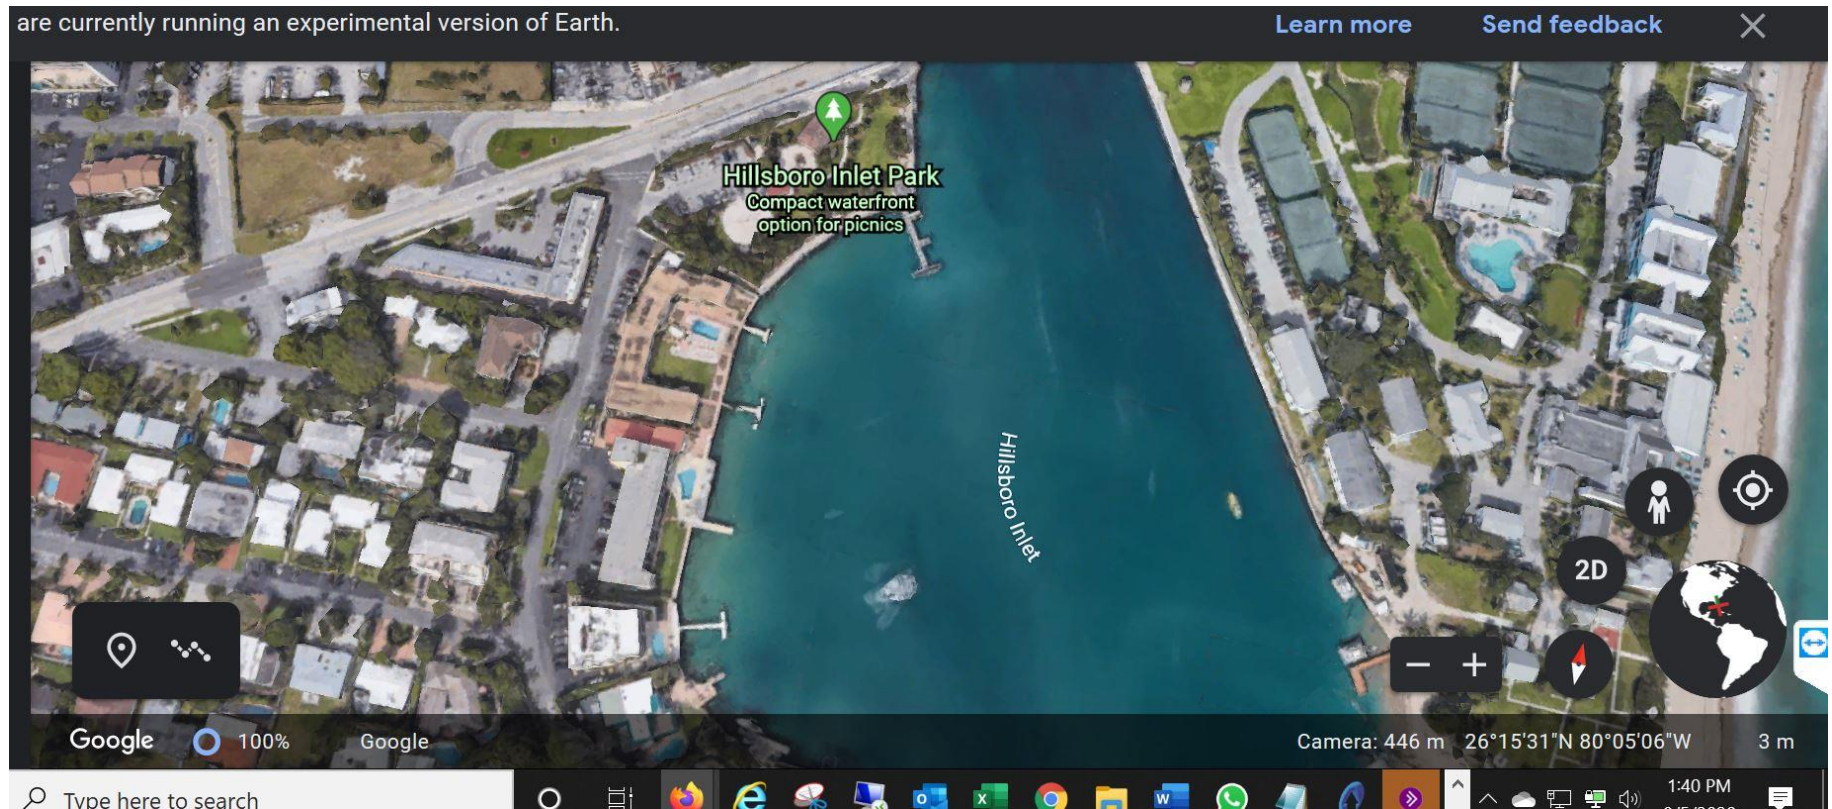 are currently running an experimental version of Earth.
Learn more
Send feedback
Hillsboro Inlet Park
Compact waterfront
option for picnics
Hillsboro Inlet
2D
Google
100%
Google
Camera: 446 m
26°15'31"N 80°05'06"W
3 m
Type here to search
1:40 PM